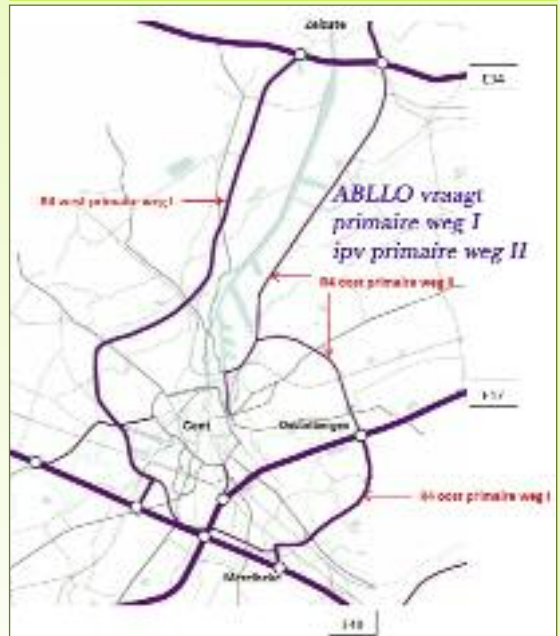 Zelzate
E34
R4 west primaire weg I
ABLLO vraagt
primaire weg I
ipv primaire weg II
R4 oost primaire weg II
E17
Gent
Destelbergen
R4 oost primaire weg I
Merelbeke
E40